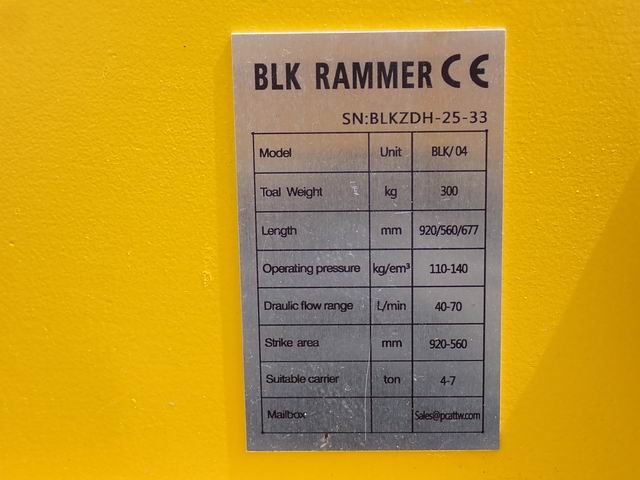 BLK RAMMER CE
SN:BLKZDH-25-33
Model Unit BLK/04
Toal Weight kg 300
Length mm 920/560/677
Operating pressure kg/em³ 110-140
Draulic flow range L/min 40-70
Strike area mm 920-560
Suitable carrier ton 4-7
Mailbox Sales@pcattw.com